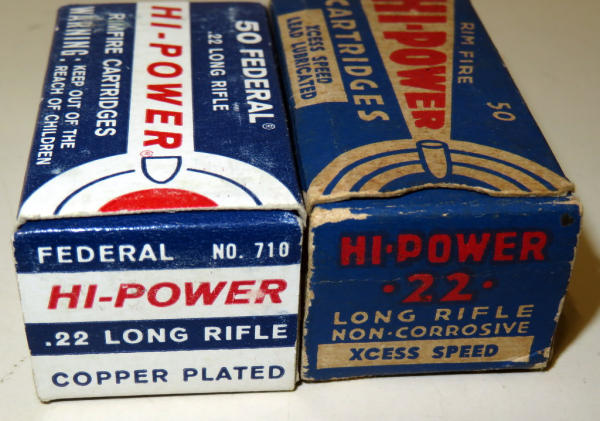 50 FEDERAL®
.22 LONG RIFLE
HI-POWER®
RIMFIRE CARTRIDGES
WARNING: KEEP OUT OF THE
REACH OF CHILDREN
FEDERAL NO. 710
HI-POWER
.22 LONG RIFLE
COPPER PLATED
RIM FIRE 50
HI-POWER
CARTRIDGES
XCESS SPEED
LEAD LUBRICATED
HI-POWER
·22·
LONG RIFLE
NON-CORROSIVE
XCESS SPEED